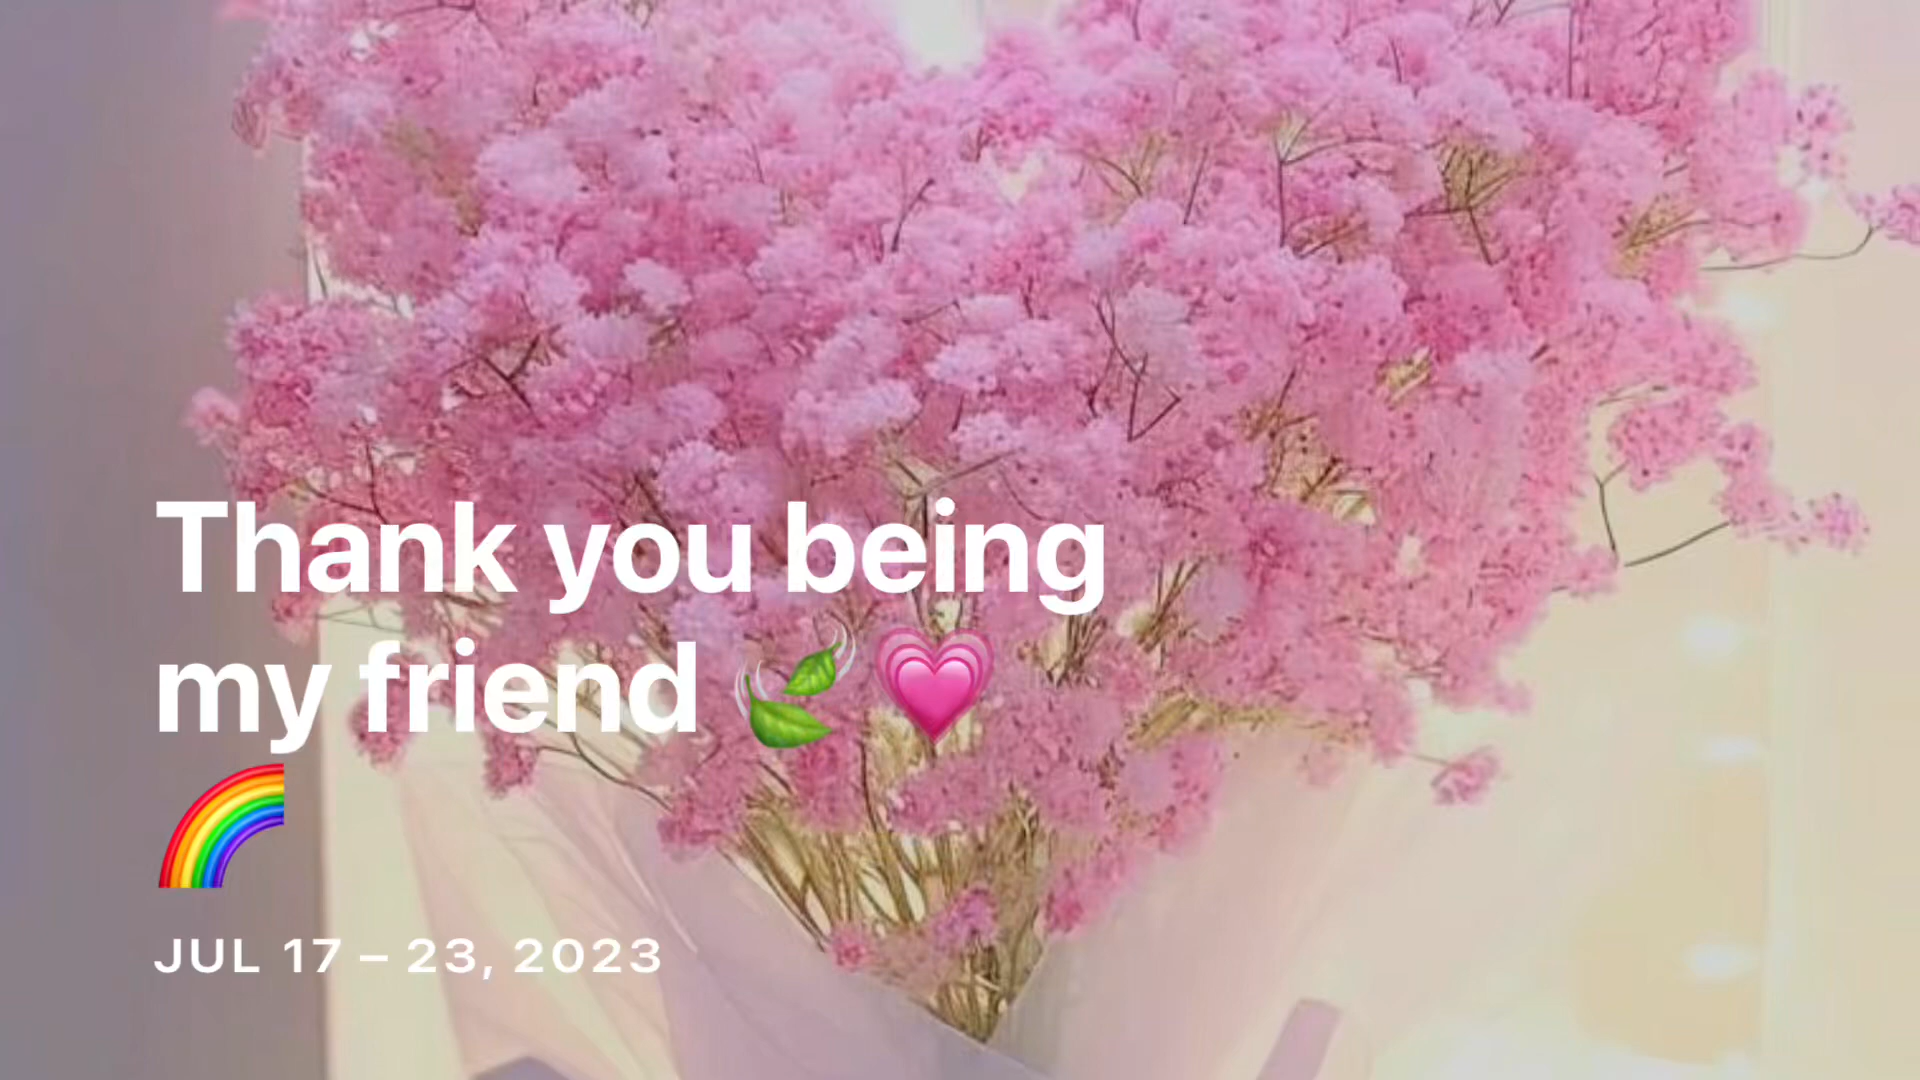 Thank you being
my friend 🍃 💗
🌈
JUL 17 – 23, 2023